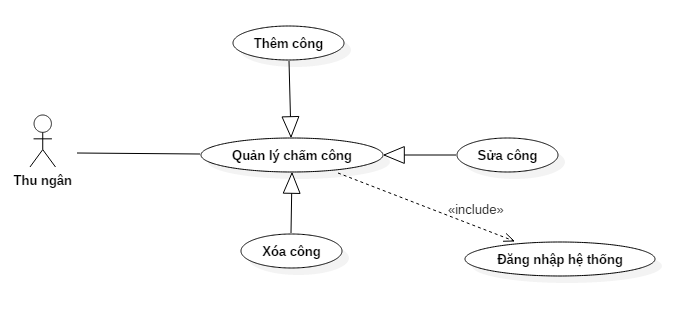 Thêm công
Thu ngân
Quản lý chấm công
Sửa công
«include»
Xóa công
Đăng nhập hệ thống